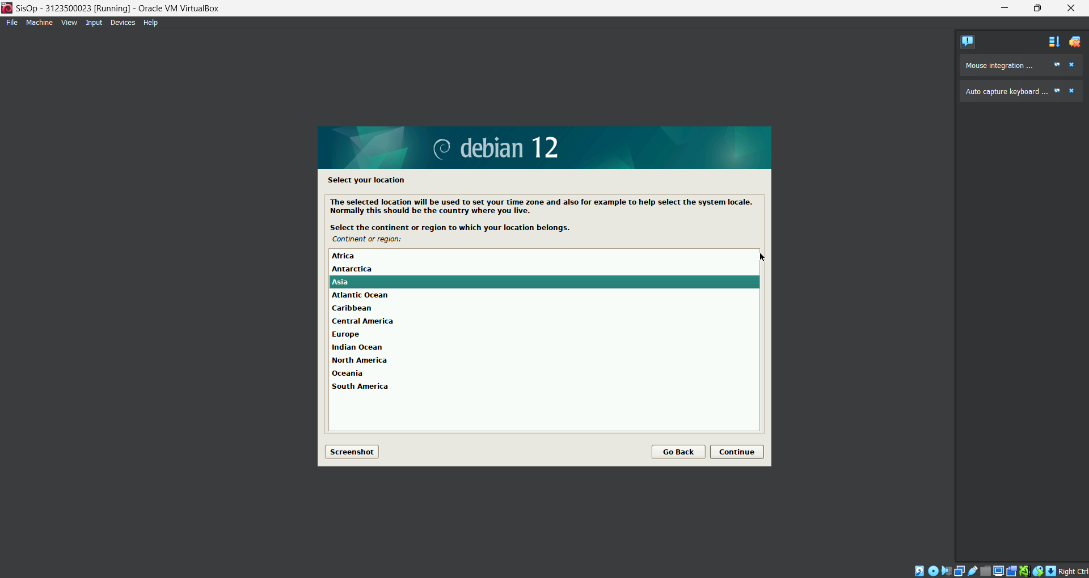 SisOp - 3123500023 [Running] - Oracle VM VirtualBox
File Machine View Input Devices Help
Mouse integration ...
Auto capture keyboard ...
debian 12
Select your location
The selected location will be used to set your time zone and also for example to help select the system locale.
Normally this should be the country where you live.
Select the continent or region to which your location belongs.
Continent or region:
Africa
Antarctica
Asia
Atlantic Ocean
Caribbean
Central America
Europe
Indian Ocean
North America
Oceania
South America
Screenshot
Go Back
Continue
Right Ctrl